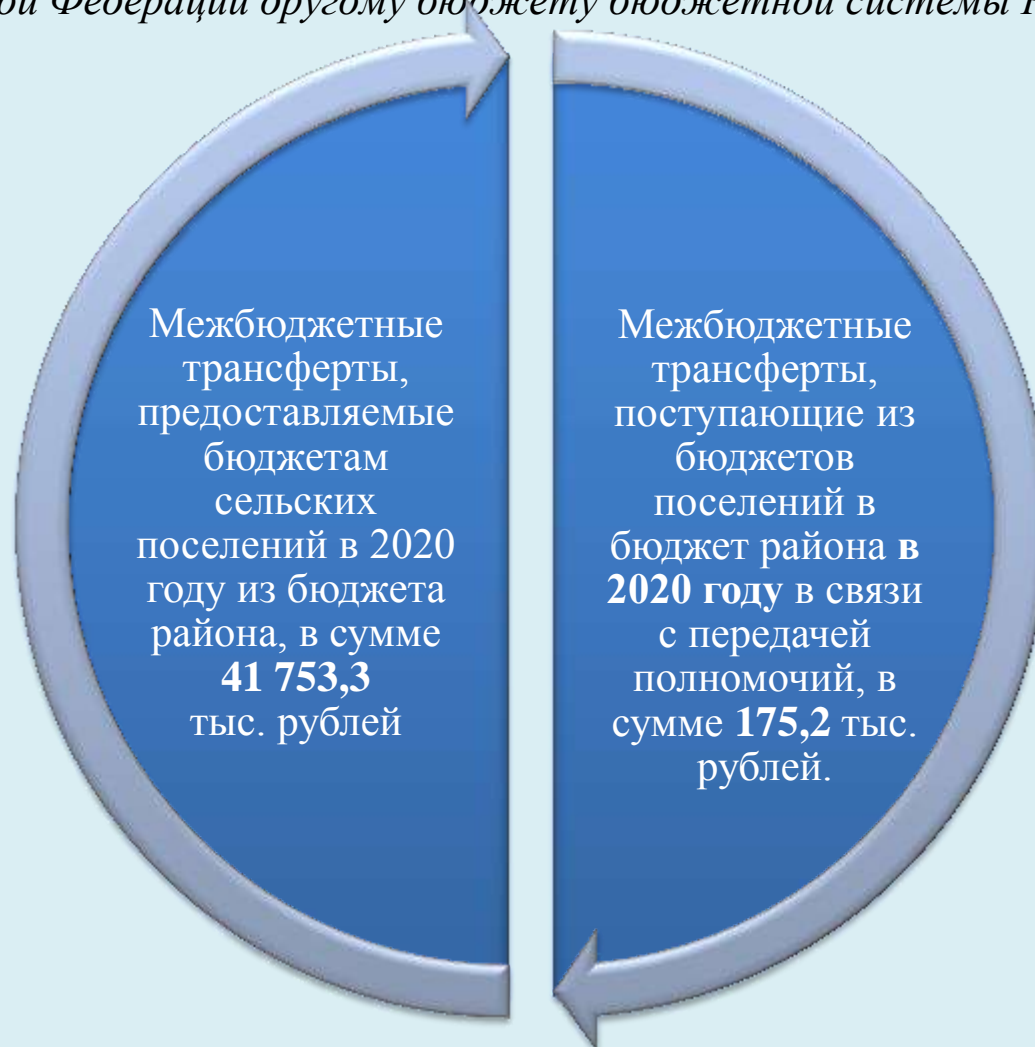 ой Федерации другому бюджету бюджетной системы
Межбюджетные
трансферты,
предоставляемые
бюджетам
сельских
поселений в 2020
году из бюджета
района, в сумме
41 753,3
тыс. рублей
Межбюджетные
трансферты,
поступающие из
бюджетов
поселений в
бюджет района в
2020 году в связи
с передачей
полномочий, в
сумме 175,2 тыс.
рублей.